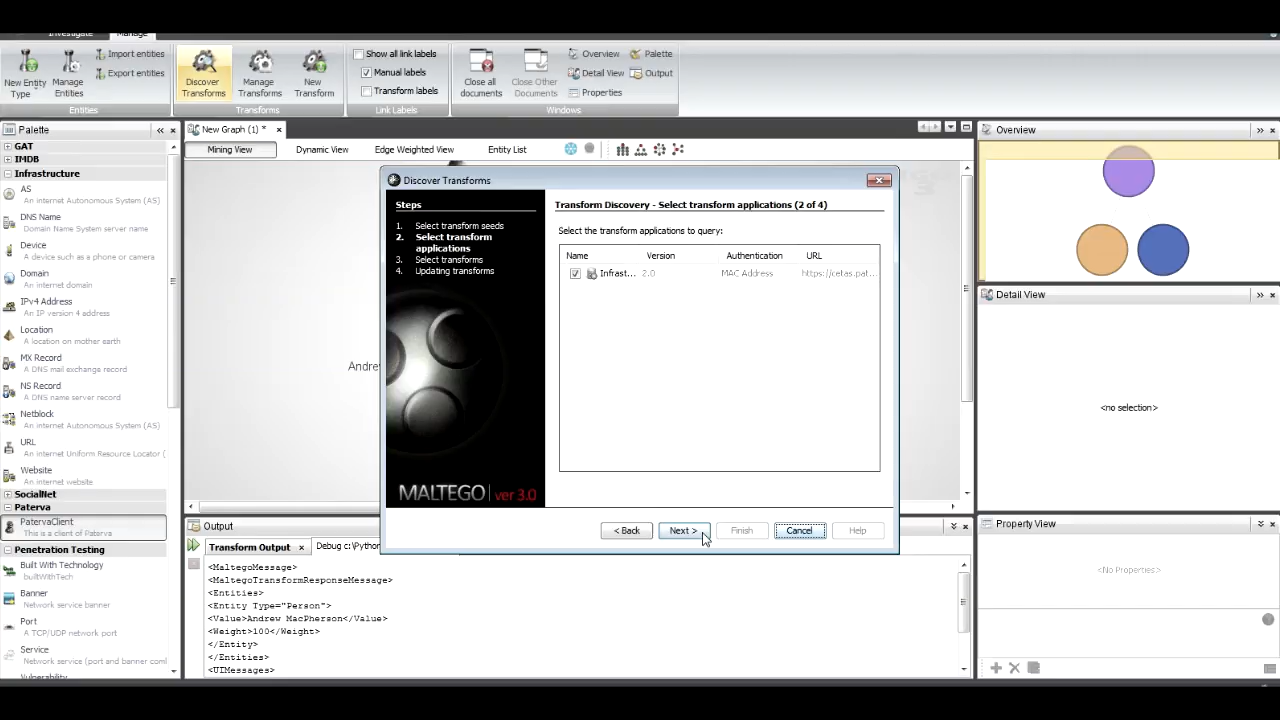 Investigate Manage
New Entity Type
Manage Entities
Import entities
Export entities
Entities
Discover Transforms
Manage Transforms
New Transform
Transforms
Show all link labels
Manual labels
Transform labels
Link Labels
Close all documents
Close Other Documents
Overview
Detail View
Properties
Palette
Output
Windows
Palette
GAT
IMDB
Infrastructure
AS
An internet Autonomous System (AS)
DNS Name
Domain Name System server name
Device
A device such as a phone or camera
Domain
An internet domain
IPv4 Address
An IP version 4 address
Location
A location on mother earth
MX Record
A DNS mail exchange record
NS Record
A DNS name server record
Netblock
An internet Autonomous System (AS)
URL
An internet Uniform Resource Locator (
Website
An internet website
SocialNet
Paterva
PatervaClient
This is a client of Paterva
Penetration Testing
Built With Technology
builtWithTech
Banner
Network service banner
Port
A TCP/UDP network port
Service
Network service (port and banner coml
Vulnerability
New Graph (1) *
Mining View
Dynamic View
Edge Weighted View
Entity List
Andre
Discover Transforms
Steps
1. Select transform seeds
2. Select transform
applications
3. Select transforms
4. Updating transforms
MALTEGO ver 3.0
Transform Discovery - Select transform applications (2 of 4)
Select the transform applications to query:
Name Version Authentication URL
Infrast... 2.0 MAC Address https://cetas.pat...
< Back
Next >
Finish
Cancel
Help
Output
Transform Output
Debug c:\Python
<MaltegoMessage>
<MaltegoTransformResponseMessage>
<Entities>
<Entity Type="Person">
<Value>Andrew MacPherson</Value>
<Weight>100</Weight>
</Entity>
</Entities>
<UIMessages>
Overview
Detail View
<no selection>
Property View
<No Properties>